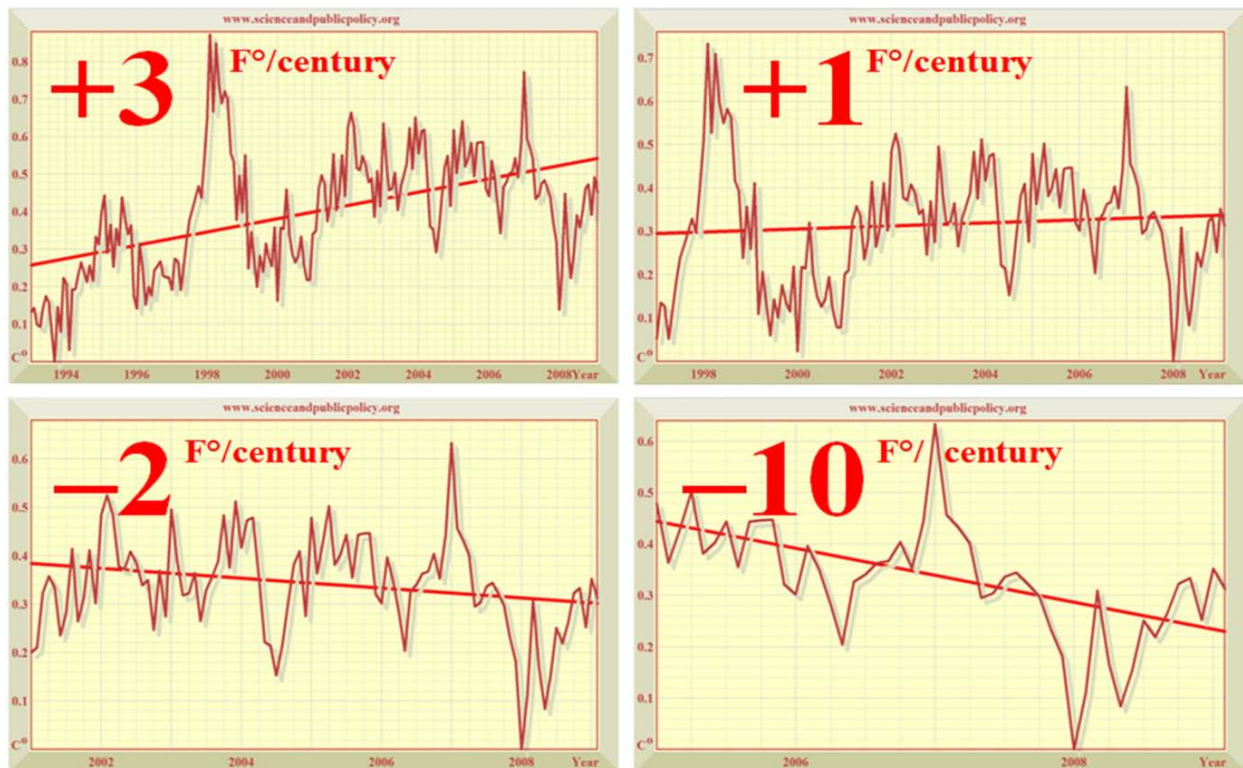 www.scienceandpublicpolicy.org
+3 F°/century
0.8
0.7
0.6
0.5
0.4
0.3
0.2
0.1
C°
1994 1996 1998 2000 2002 2004 2006 2008Year
www.scienceandpublicpolicy.org
+1 F°/century
0.7
0.6
0.5
0.4
0.3
0.2
0.1
C°
1998 2000 2002 2004 2006 2008 Year
www.scienceandpublicpolicy.org
–2 F°/century
0.6
0.5
0.4
0.3
0.2
0.1
C°
2002 2004 2006 2008 Year
www.scienceandpublicpolicy.org
–10 F°/ century
0.6
0.5
0.4
0.3
0.2
0.1
C°
2006 2008 Year